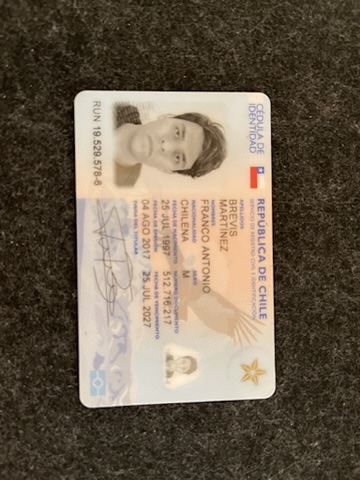 CÉDULA DE
IDENTIDAD
REPÚBLICA DE CHILE
SERVICIO DE REGISTRO CIVIL E IDENTIFICACIÓN
APELLIDOS
BREVIS
MARTÍNEZ
NOMBRES
FRANCO ANTONIO
NACIONALIDAD SEXO
CHILENA M
FECHA DE NACIMIENTO NÚMERO DOCUMENTO
25 JUL 1997 512.716.217
FECHA DE EMISIÓN FECHA DE VENCIMIENTO
04 AGO 2017 25 JUL 2027
FIRMA DEL TITULAR
RUN 19.529.578-6